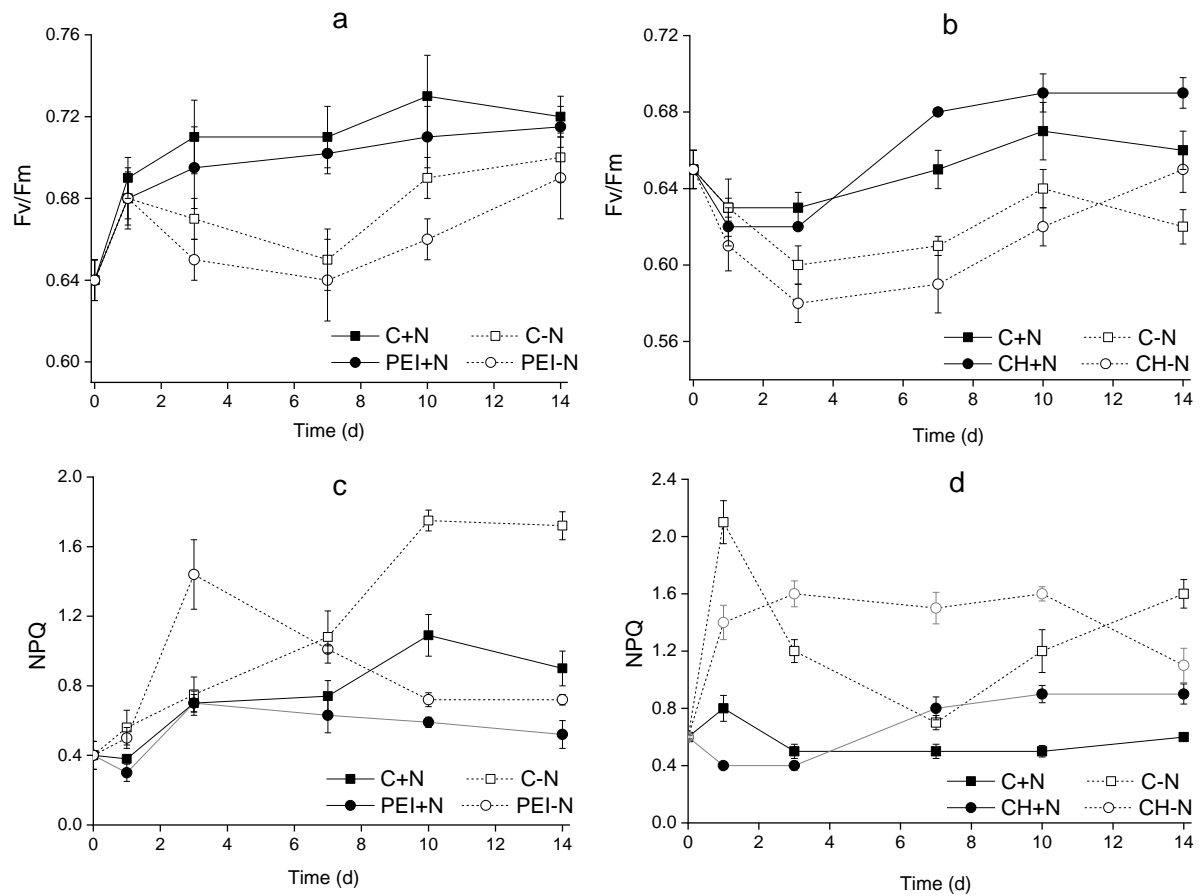 a
Fv/Fm
0.76
0.72
0.68
0.64
0.60
C+N C-N
PEI+N PEI-N
0 2 4 6 8 10 12 14
Time (d)
b
Fv/Fm
0.72
0.68
0.64
0.60
0.56
C+N C-N
CH+N CH-N
0 2 4 6 8 10 12 14
Time (d)
c
NPQ
2.0
1.6
1.2
0.8
0.4
0.0
C+N C-N
PEI+N PEI-N
0 2 4 6 8 10 12 14
Time (d)
d
NPQ
2.4
2.0
1.6
1.2
0.8
0.4
0.0
C+N C-N
CH+N CH-N
0 2 4 6 8 10 12 14
Time (d)